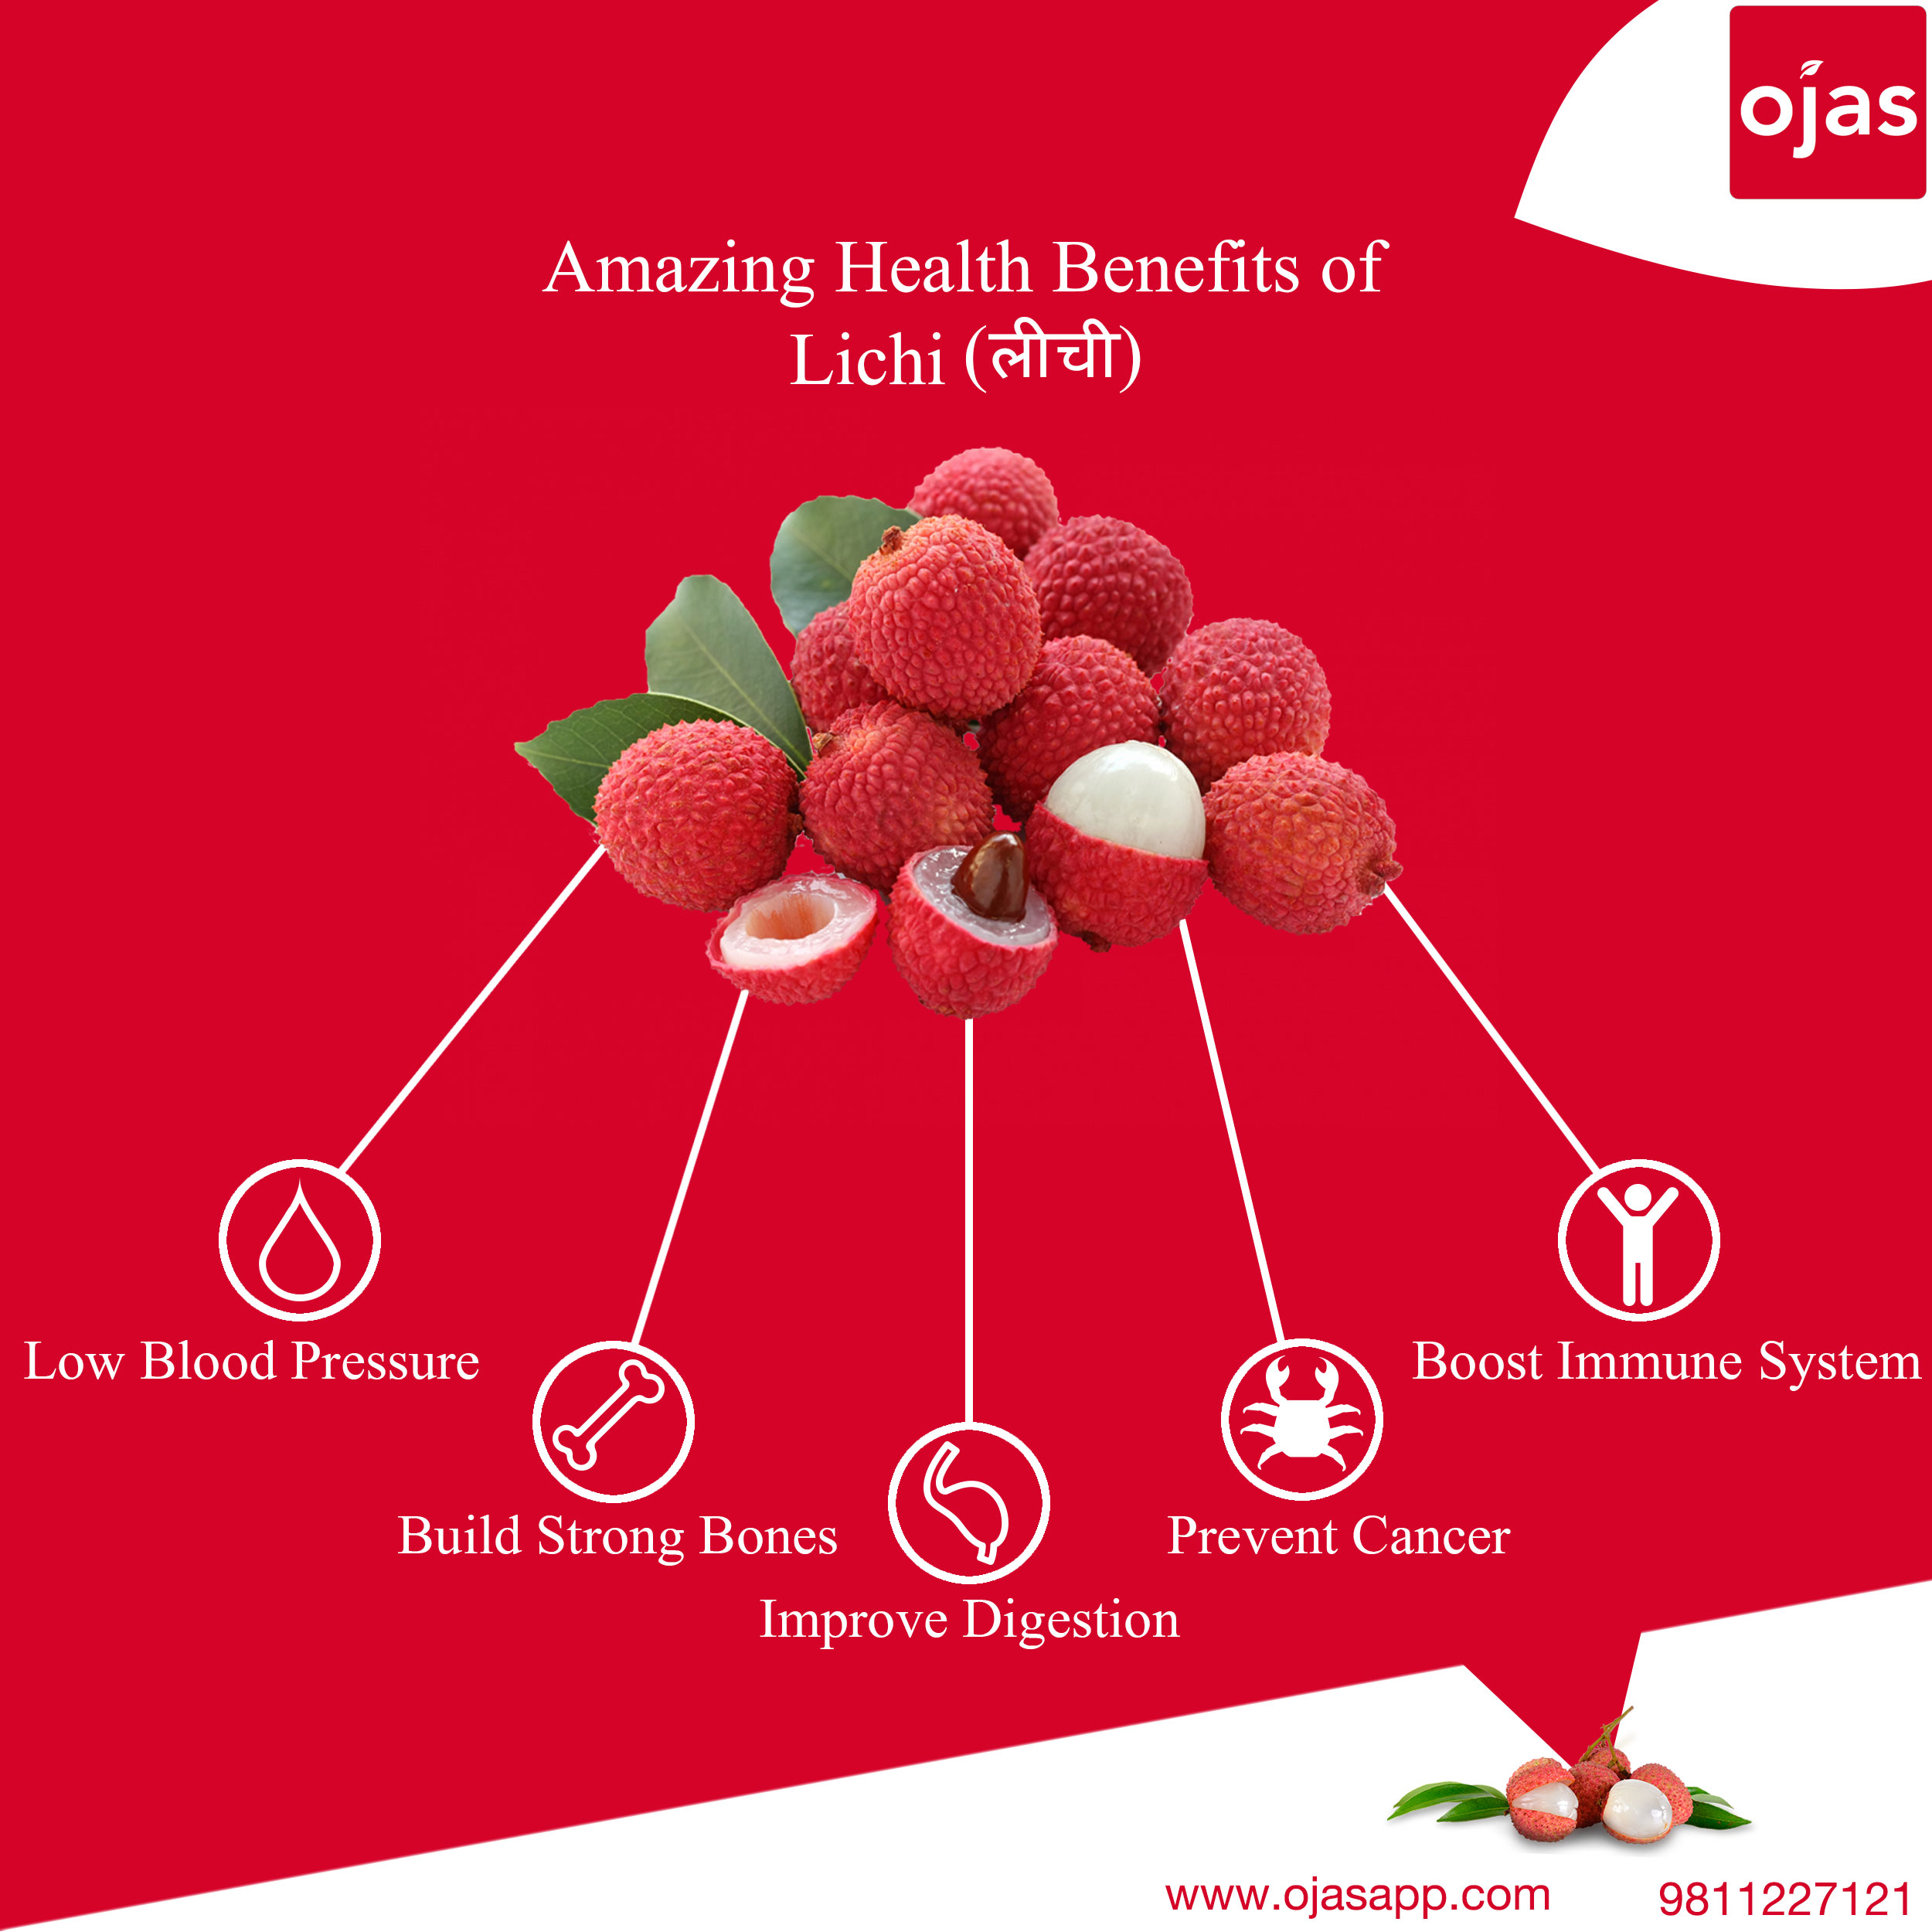 ojas
Amazing Health Benefits of
Lichi (लीची)
Low Blood Pressure
Boost Immune System
Build Strong Bones
Prevent Cancer
Improve Digestion
www.ojasapp.com
9811227121